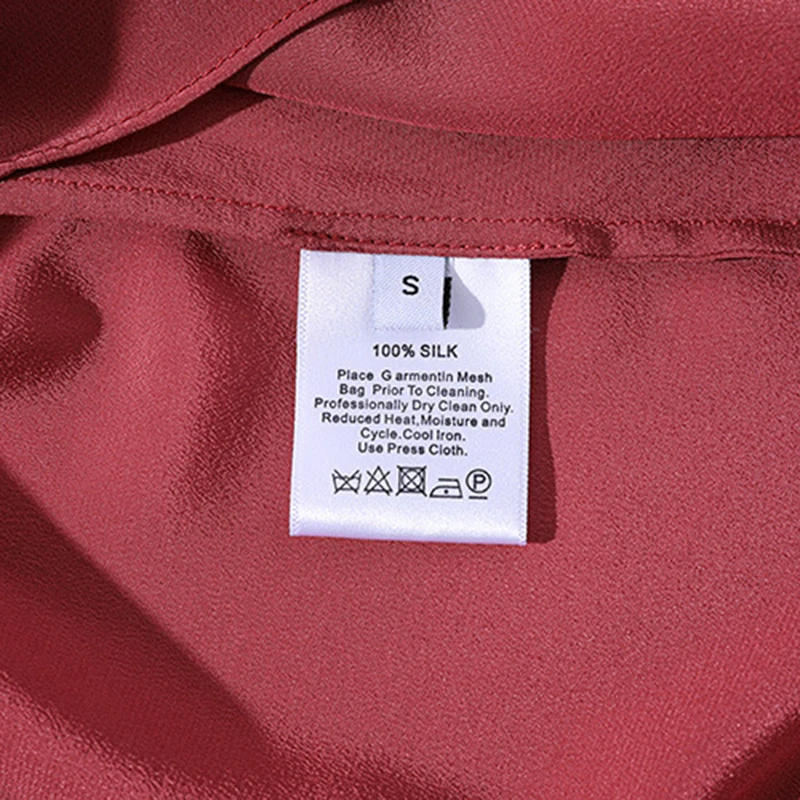 S
100% SILK
Place G armentin Mesh
Bag Prior To Cleaning.
Professionally Dry Clean Only.
Reduced Heat,Moisture and
Cycle.Cool Iron.
Use Press Cloth.
P